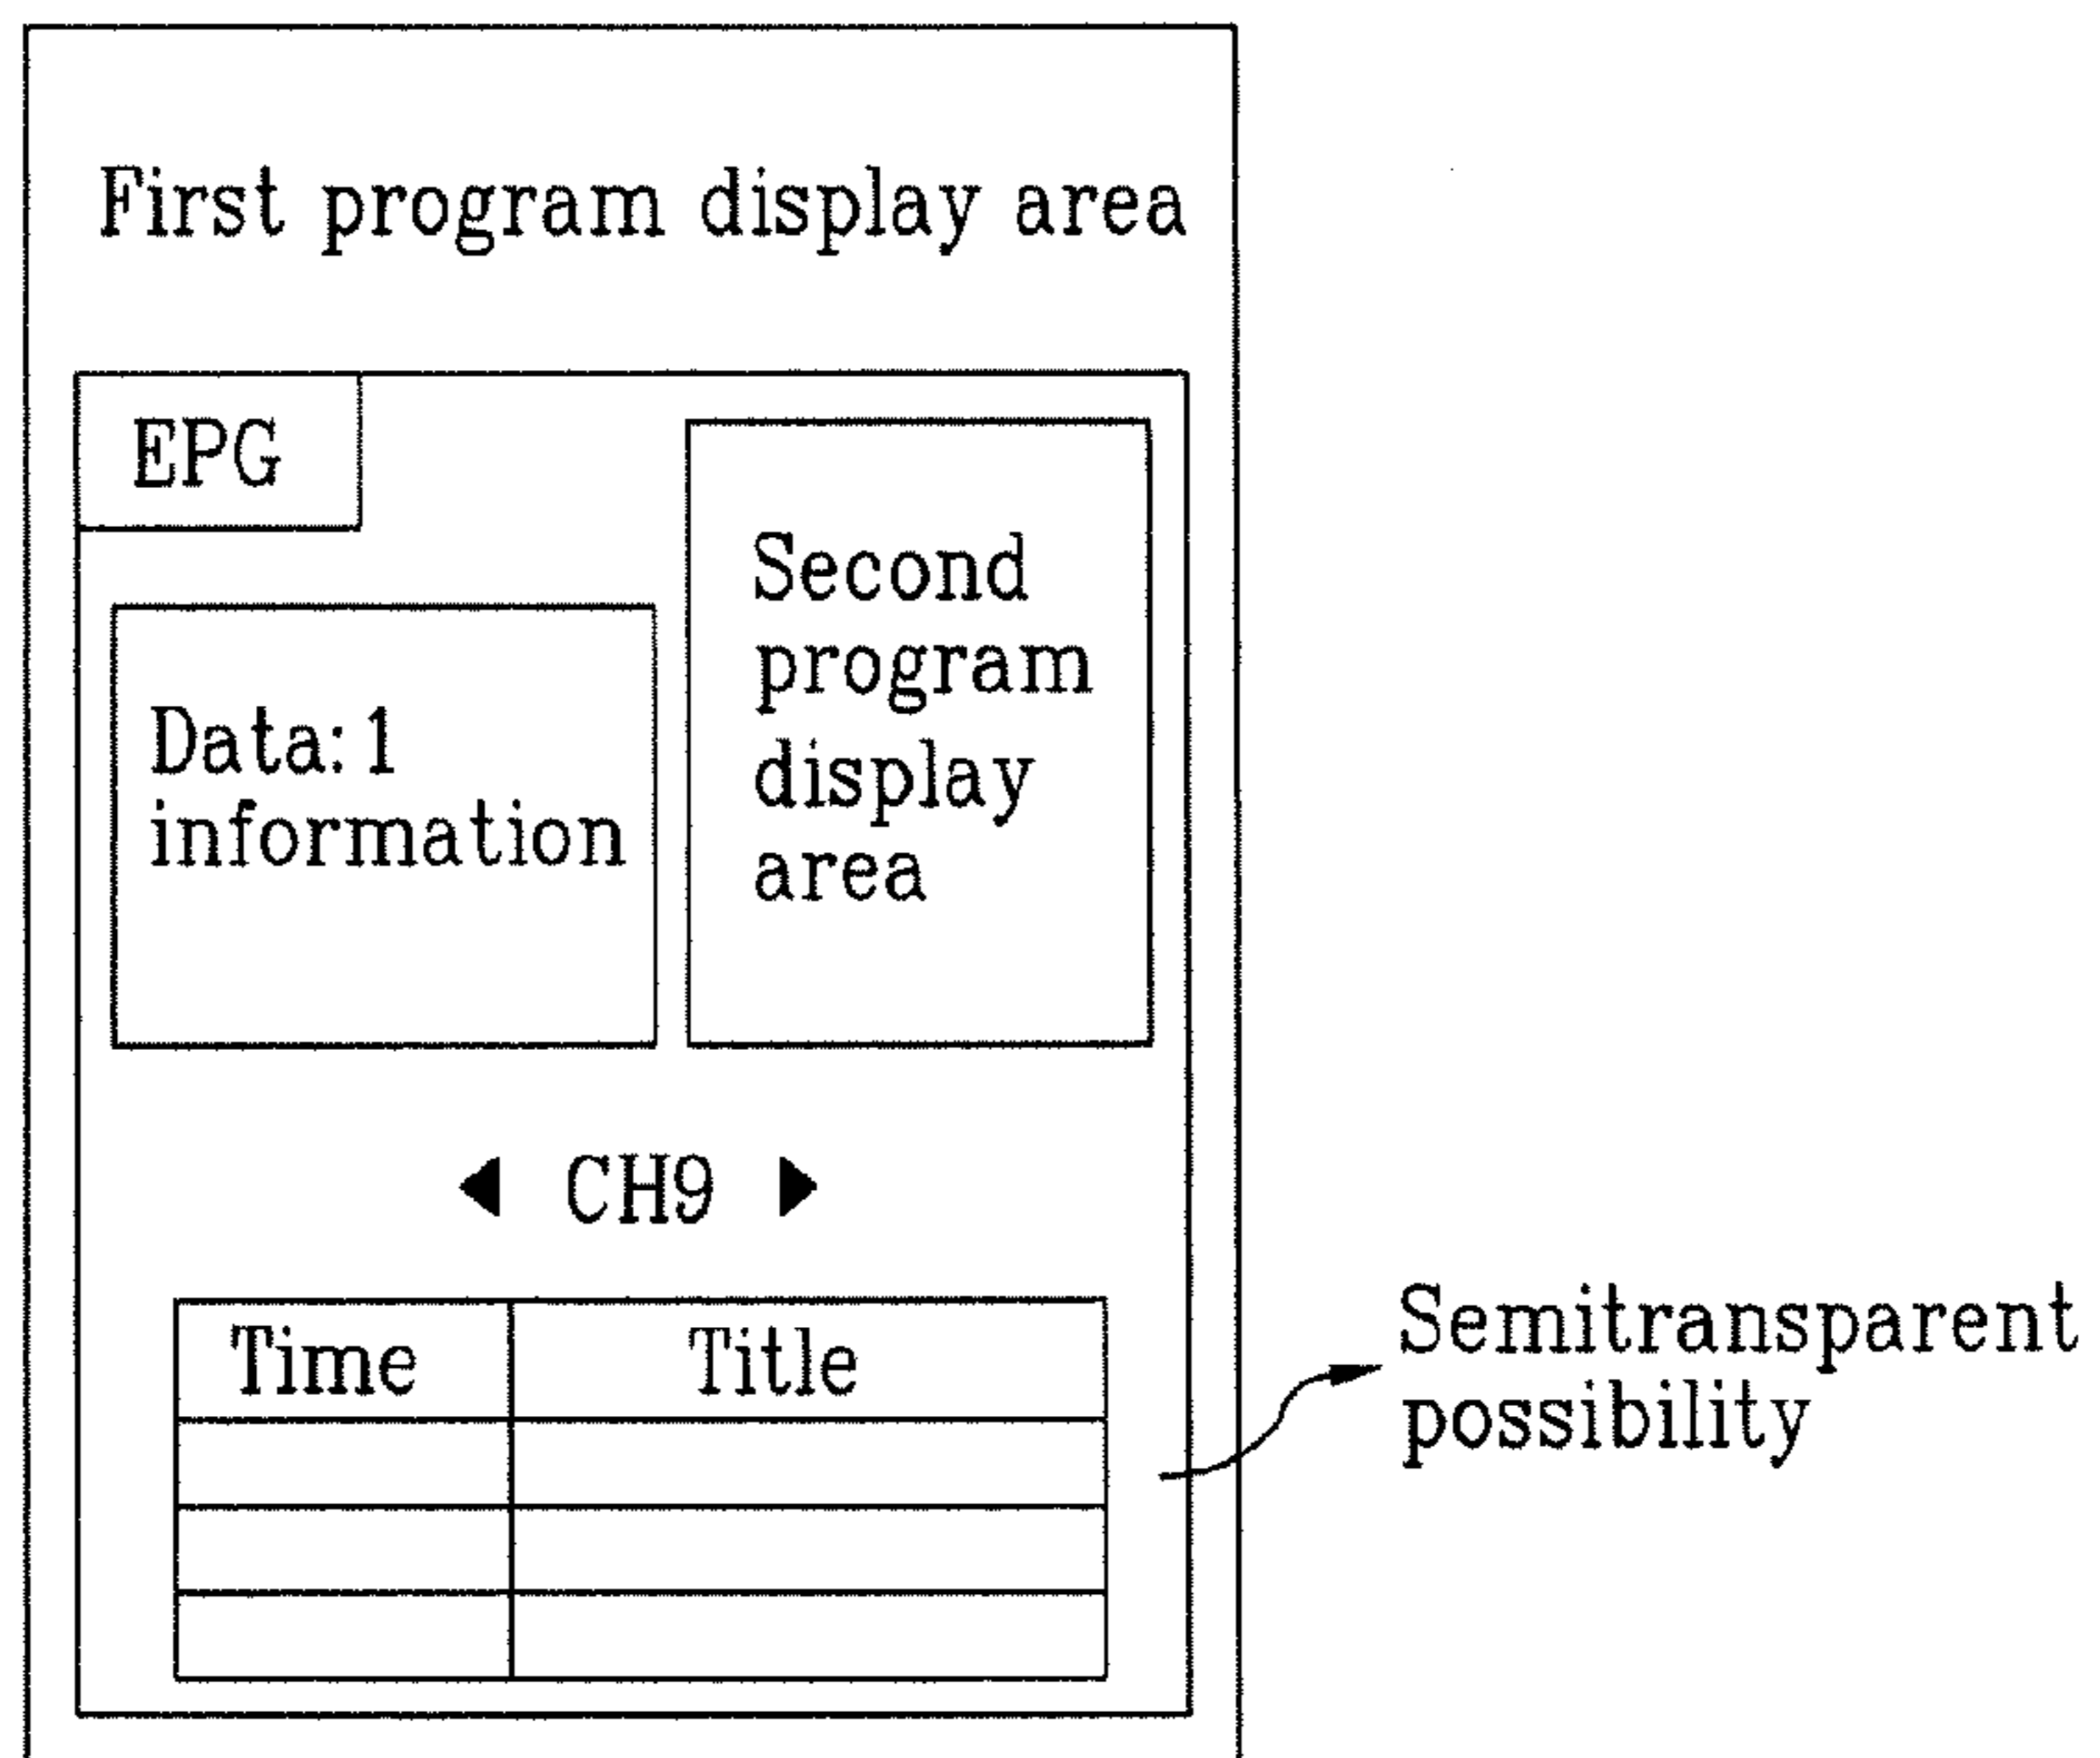 First program display area
EPG
Second
program
display
area
Data:1
information
CH9
Time Title
Semitransparent
possibility